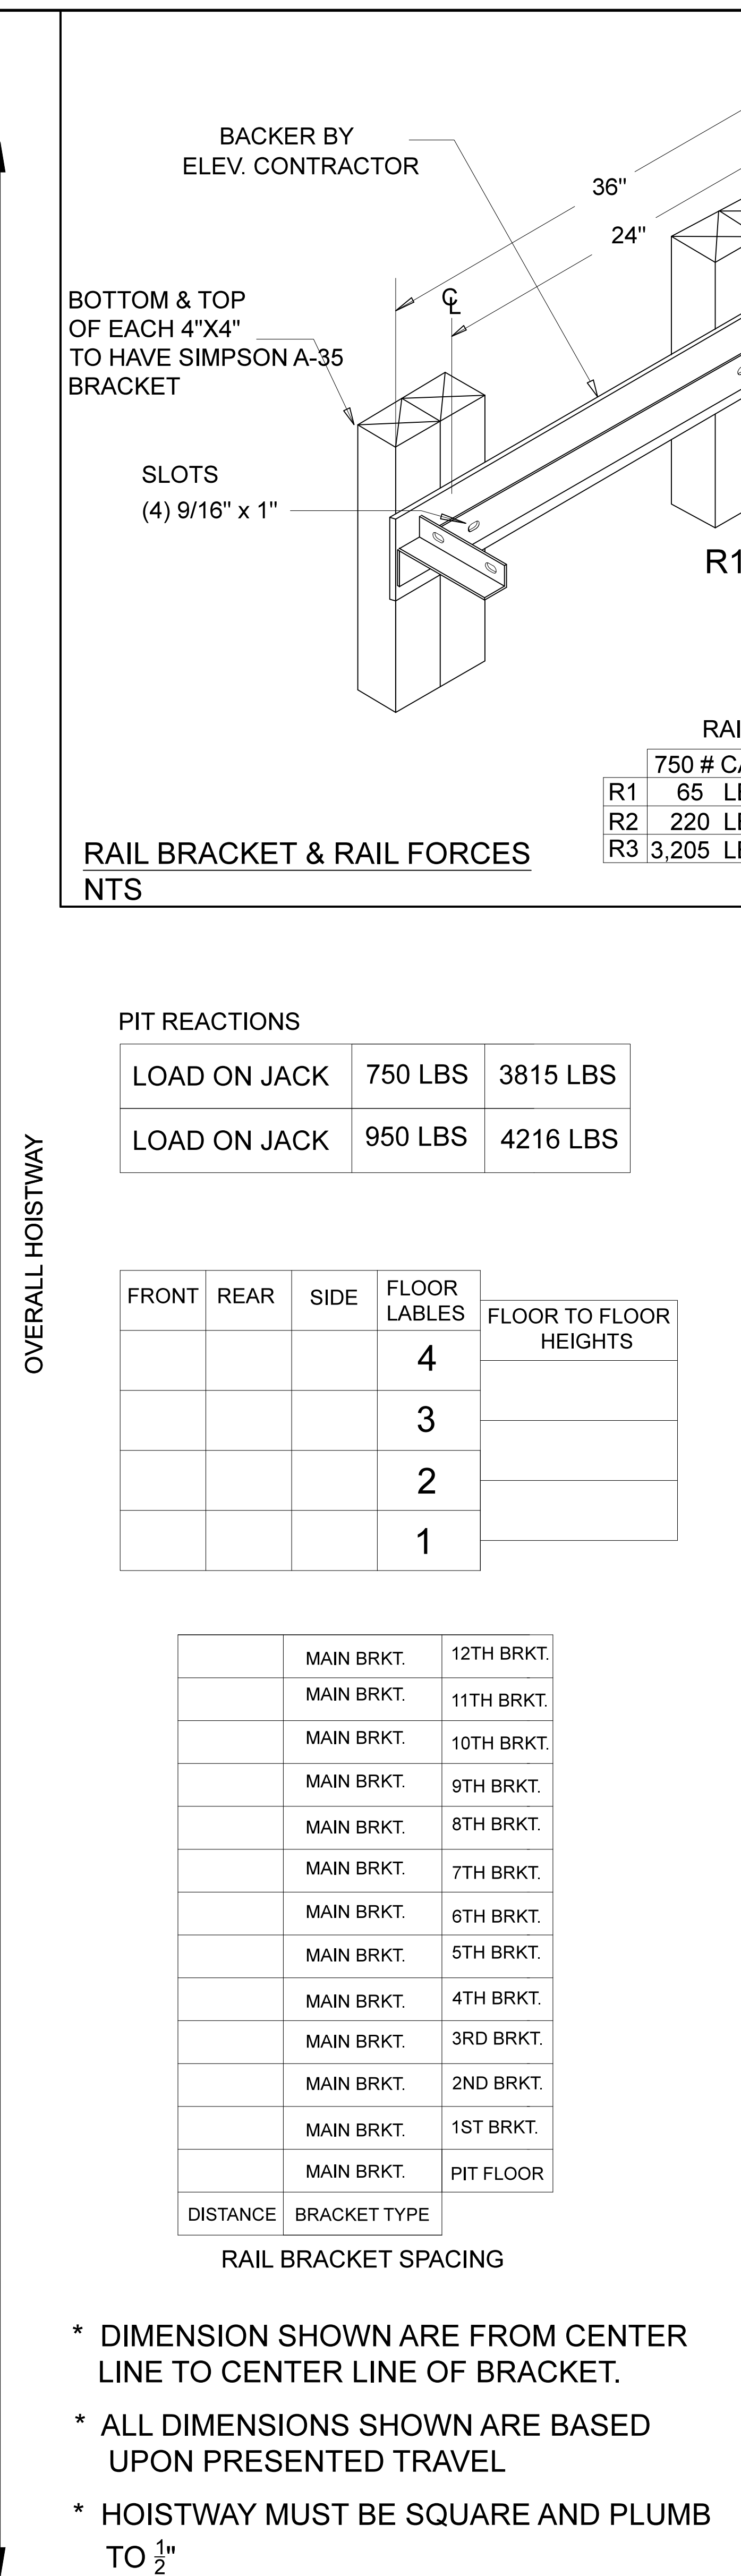 BACKER BY
ELEV. CONTRACTOR
36"
24"
BOTTOM & TOP
OF EACH 4"X4"
TO HAVE SIMPSON A-35
BRACKET
SLOTS
(4) 9/16" x 1"
R1
750 #
R1 65
R2 220
R3 3,205
RAIL BRACKET & RAIL FORCES
NTS
OVERALL HOISTWAY
PIT REACTIONS
LOAD ON JACK 750 LBS 3815 LBS
LOAD ON JACK 950 LBS 4216 LBS
FRONT REAR SIDE FLOOR
LABLES
FLOOR TO FLOOR
HEIGHTS
4
3
2
1
MAIN BRKT. 12TH BRKT.
MAIN BRKT. 11TH BRKT.
MAIN BRKT. 10TH BRKT.
MAIN BRKT. 9TH BRKT.
MAIN BRKT. 8TH BRKT.
MAIN BRKT. 7TH BRKT.
MAIN BRKT. 6TH BRKT.
MAIN BRKT. 5TH BRKT.
MAIN BRKT. 4TH BRKT.
MAIN BRKT. 3RD BRKT.
MAIN BRKT. 2ND BRKT.
MAIN BRKT. 1ST BRKT.
MAIN BRKT. PIT FLOOR
DISTANCE BRACKET TYPE
RAIL BRACKET SPACING
* DIMENSION SHOWN ARE FROM CENTER
LINE TO CENTER LINE OF BRACKET.
* ALL DIMENSIONS SHOWN ARE BASED
UPON PRESENTED TRAVEL
* HOISTWAY MUST BE SQUARE AND PLUMB
TO ½"